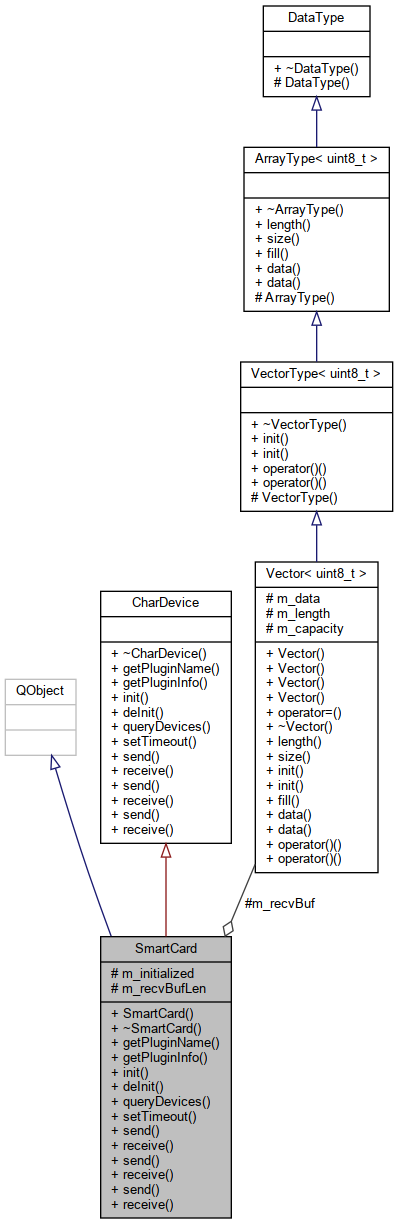 DataType
+ ~DataType()
# DataType()
ArrayType< uint8_t >
+ ~ArrayType()
+ length()
+ size()
+ fill()
+ data()
+ data()
# ArrayType()
VectorType< uint8_t >
+ ~VectorType()
+ init()
+ init()
+ operator()()
+ operator()()
# VectorType()
Vector< uint8_t >
# m_data
# m_length
# m_capacity
+ Vector()
+ Vector()
+ Vector()
+ Vector()
+ operator=()
+ ~Vector()
+ length()
+ size()
+ init()
+ init()
+ fill()
+ data()
+ data()
+ operator()()
+ operator()()
CharDevice
+ ~CharDevice()
+ getPluginName()
+ getPluginInfo()
+ init()
+ deInit()
+ queryDevices()
+ setTimeout()
+ send()
+ receive()
+ send()
+ receive()
+ send()
+ receive()
QObject
#m_recvBuf
SmartCard
# m_initialized
# m_recvBufLen
+ SmartCard()
+ ~SmartCard()
+ getPluginName()
+ getPluginInfo()
+ init()
+ deInit()
+ queryDevices()
+ setTimeout()
+ send()
+ receive()
+ send()
+ receive()
+ send()
+ receive()